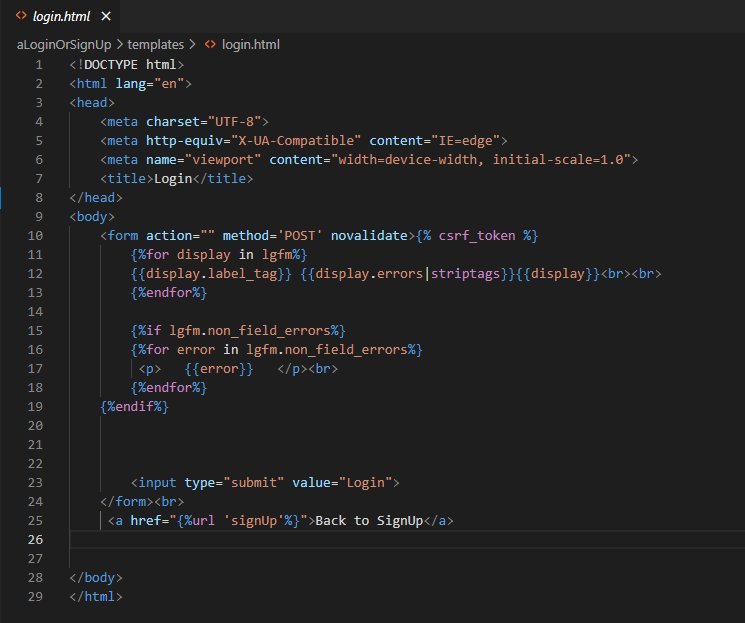 login.html
aLoginOrSignUp > templates > login.html
1 <!DOCTYPE html>
2 <html lang="en">
3 <head>
4     <meta charset="UTF-8">
5     <meta http-equiv="X-UA-Compatible" content="IE=edge">
6     <meta name="viewport" content="width=device-width, initial-scale=1.0">
7     <title>Login</title>
8 </head>
9 <body>
10     <form action="" method='POST' novalidate>{% csrf_token %}
11         {%for display in lgfm%}
12         {{display.label_tag}} {{display.errors|striptags}}{{display}}<br><br>
13         {%endfor%}
14
15         {%if lgfm.non_field_errors%}
16         {%for error in lgfm.non_field_errors%}
17          <p>   {{error}}   </p><br>
18         {%endfor%}
19     {%endif%}
20
21
22
23         <input type="submit" value="Login">
24     </form><br>
25      <a href="{%url 'signUp'%}">Back to SignUp</a>
26
27
28 </body>
29 </html>